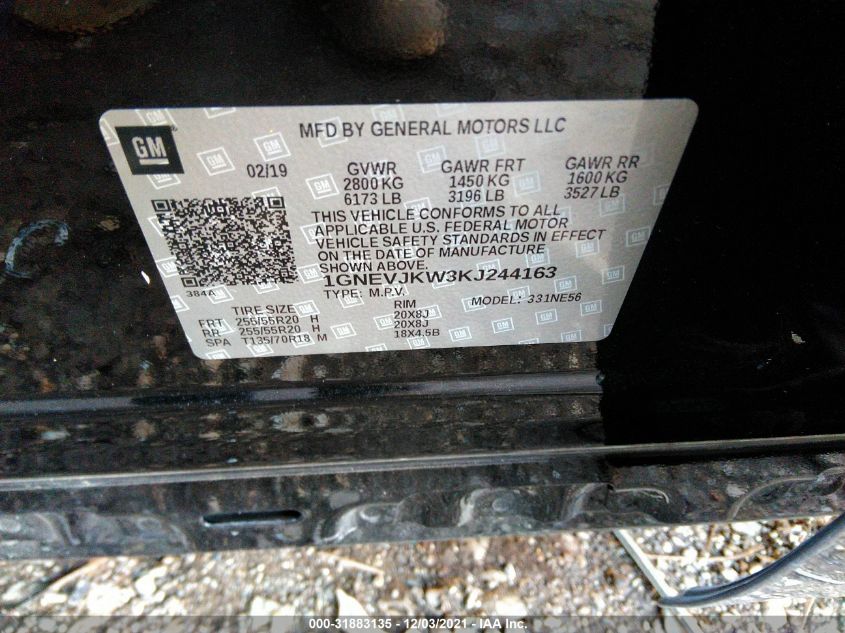 GM
MFD BY GENERAL MOTORS LLC
02/19 GVWR GAWR FRT GAWR RR
2800 KG 1450 KG 1600 KG
6173 LB 3196 LB 3527 LB
THIS VEHICLE CONFORMS TO ALL
APPLICABLE U.S. FEDERAL MOTOR
VEHICLE SAFETY STANDARDS IN EFFECT
ON THE DATE OF MANUFACTURE
SHOWN ABOVE.
384A
1GNEVJKW3KJ244163
TYPE: M.P.V. MODEL: 331NE56
TIRE SIZE RIM
FRT 255/55R20 H 20X8J
RR 255/55R20 H 20X8J
SPA T135/70R18 M 18X4.5B
000-31883135 - 12/03/2021 - IAA Inc.